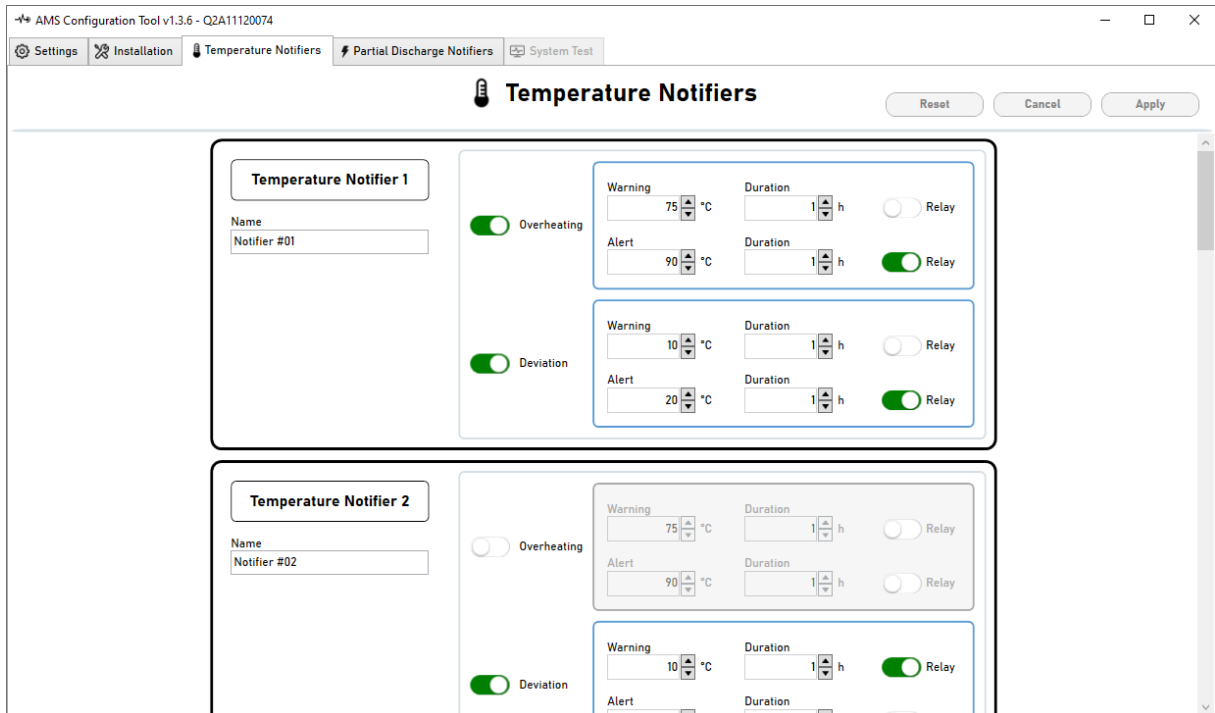 AMS Configuration Tool v1.3.6 - Q2A11120074
Settings Installation Temperature Notifiers Partial Discharge Notifiers System Test
Temperature Notifiers
Reset Cancel Apply
Temperature Notifier 1
Name
Notifier #01
Overheating
Warning Duration
75 °C 1 h Relay
Alert Duration
90 °C 1 h Relay
Deviation
Warning Duration
10 °C 1 h Relay
Alert Duration
20 °C 1 h Relay
Temperature Notifier 2
Name
Notifier #02
Overheating
Warning Duration
75 °C 1 h Relay
Alert Duration
90 °C 1 h Relay
Deviation
Warning Duration
10 °C 1 h Relay
Alert Duration